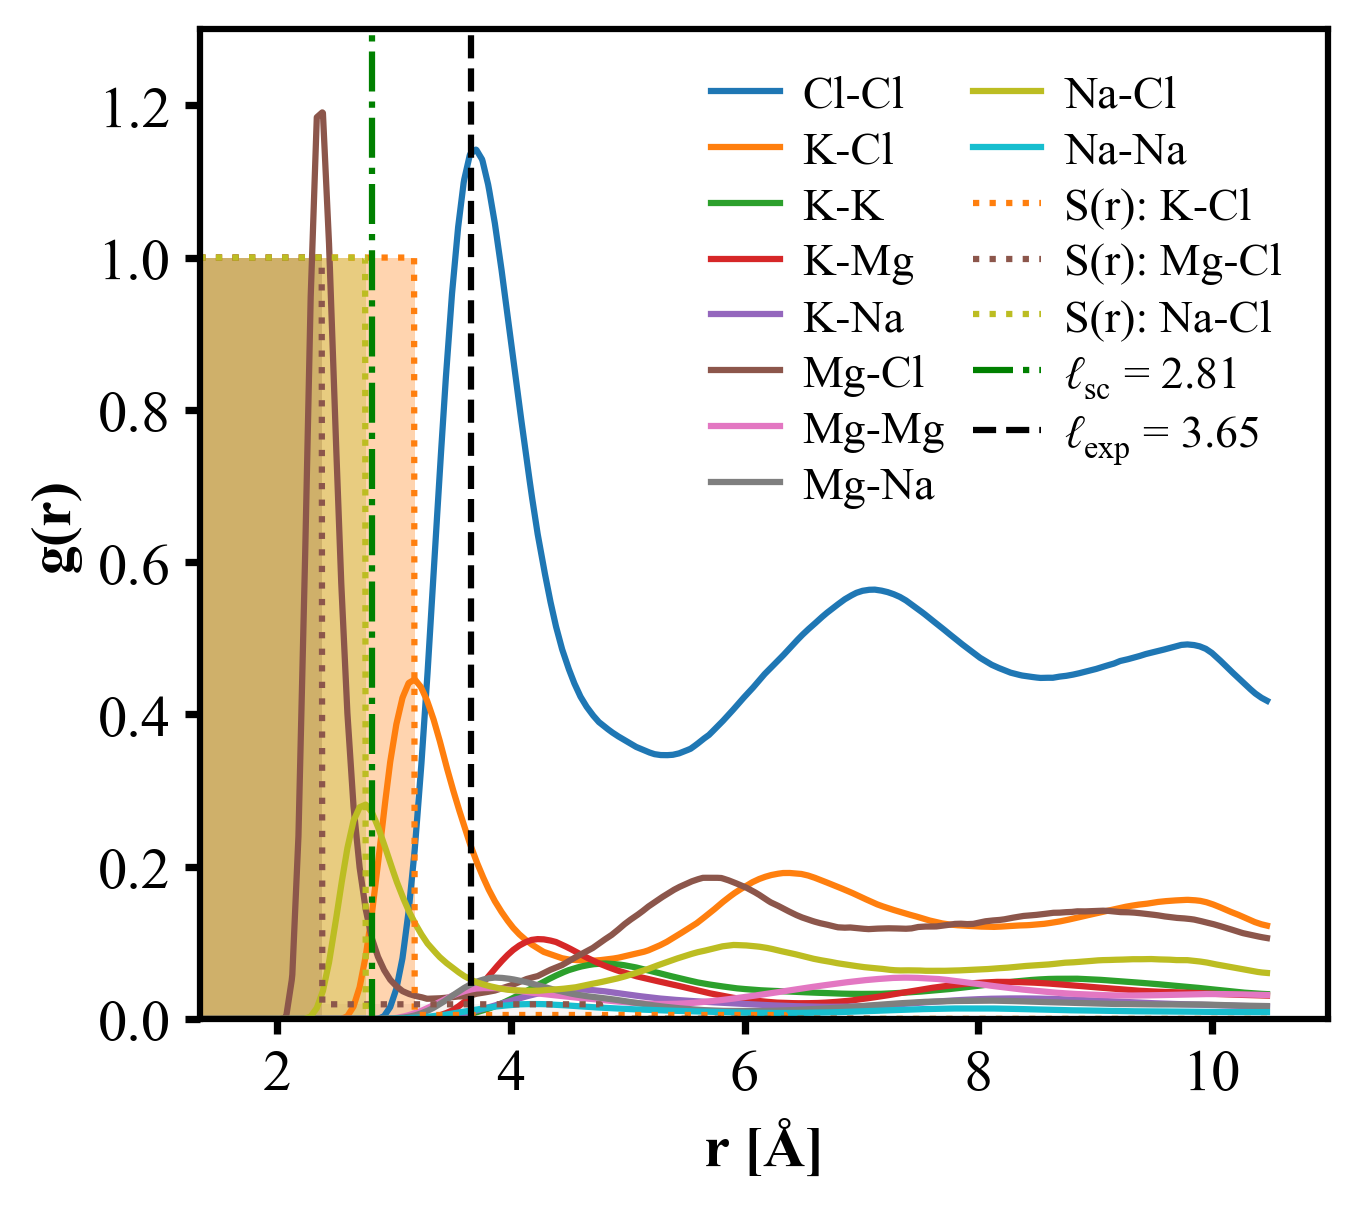 1.2
1.0
0.8
0.6
0.4
0.2
0.0
g(r)
2 4 6 8 10
r [Å]
Cl-Cl
K-Cl
K-K
K-Mg
K-Na
Mg-Cl
Mg-Mg
Mg-Na
Na-Cl
Na-Na
S(r): K-Cl
S(r): Mg-Cl
S(r): Na-Cl
ℓsc = 2.81
ℓexp = 3.65